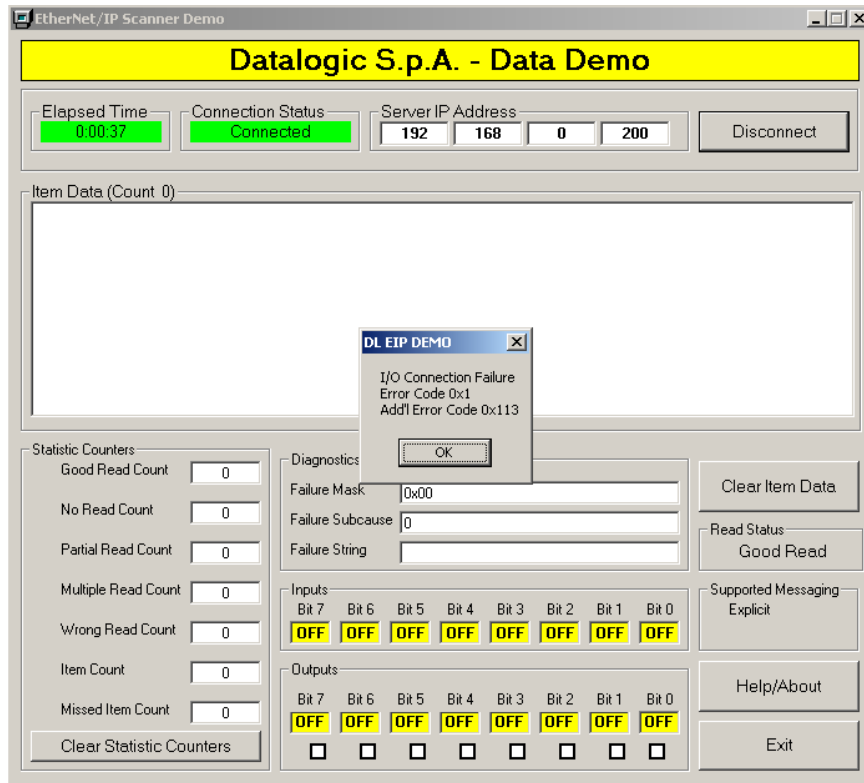 EtherNet/IP Scanner Demo
Datalogic S.p.A. - Data Demo
Elapsed Time
0:00:37
Connection Status
Connected
Server IP Address
192 168 0 200
Disconnect
Item Data (Count 0)
DL EIP DEMO
I/O Connection Failure
Error Code 0x1
Add'l Error Code 0x113
OK
Statistic Counters
Good Read Count 0
No Read Count 0
Partial Read Count 0
Multiple Read Count 0
Wrong Read Count 0
Item Count 0
Missed Item Count 0
Clear Statistic Counters
Diagnostics
Failure Mask 0x00
Failure Subcause 0
Failure String
Inputs
Bit 7 Bit 6 Bit 5 Bit 4 Bit 3 Bit 2 Bit 1 Bit 0
OFF OFF OFF OFF OFF OFF OFF OFF
Outputs
Bit 7 Bit 6 Bit 5 Bit 4 Bit 3 Bit 2 Bit 1 Bit 0
OFF OFF OFF OFF OFF OFF OFF OFF
Clear Item Data
Read Status
Good Read
Supported Messaging
Explicit
Help/About
Exit